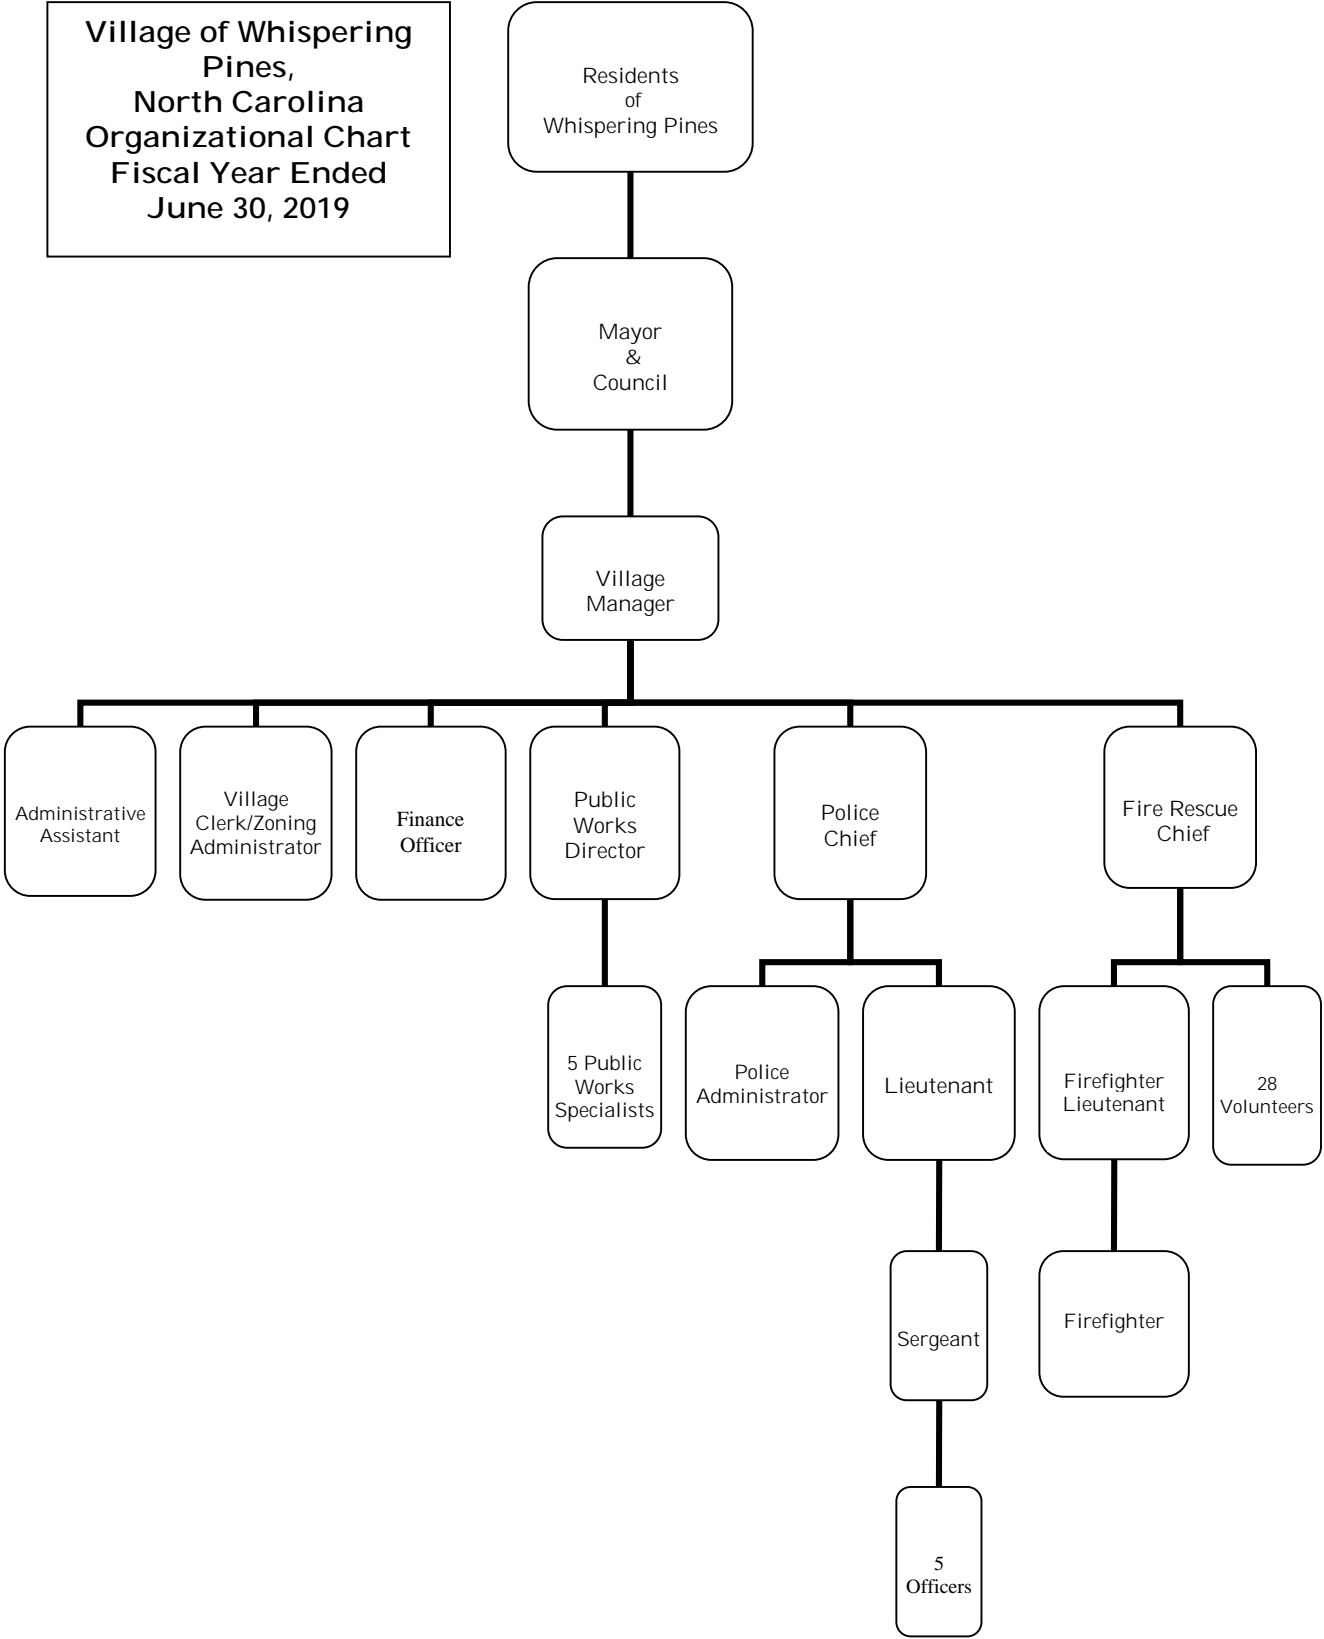 Village of Whispering
Pines,
North Carolina
Organizational Chart
Fiscal Year Ended
June 30, 2019
Residents
of
Whispering Pines
Mayor
&
Council
Village
Manager
Administrative
Assistant
Village
Clerk/Zoning
Administrator
Finance
Officer
Public
Works
Director
Police
Chief
Fire Rescue
Chief
5 Public
Works
Specialists
Police
Administrator
Lieutenant
Firefighter
Lieutenant
28
Volunteers
Sergeant
Firefighter
5
Officers